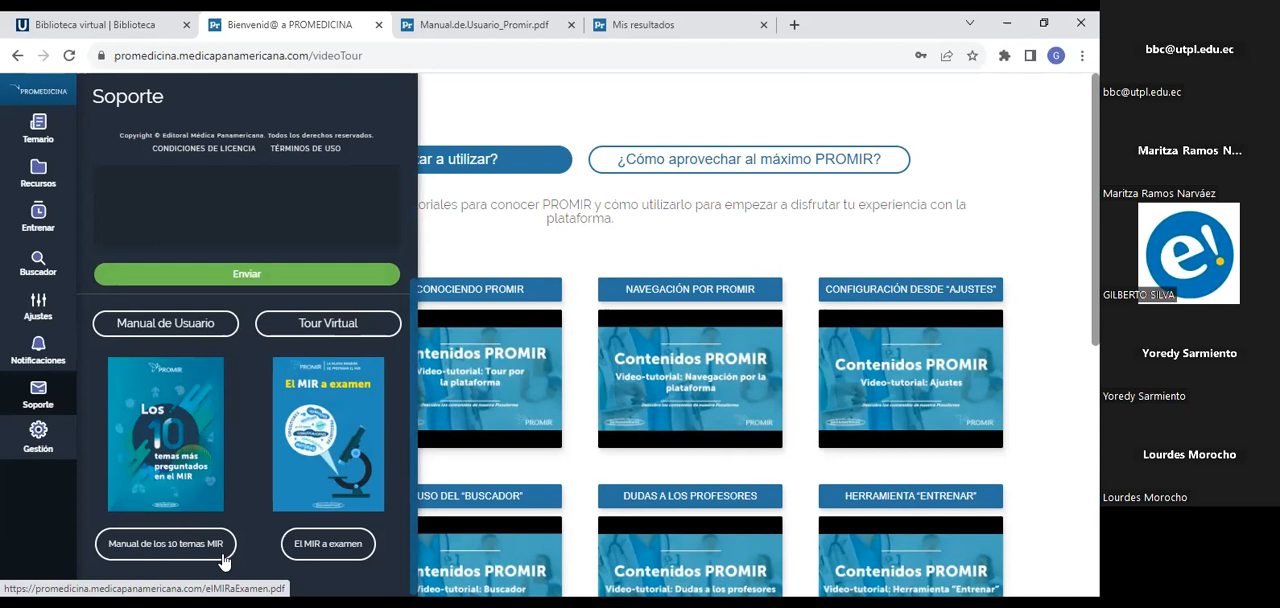 Biblioteca virtual | Biblioteca
Bienvenid@ a PROMEDICINA
Manual.de.Usuario_Promir.pdf
Mis resultados
promedicina.medicapanamericana.com/videoTour
G
PROMEDICINA
Temario
Recursos
Entrenar
Buscador
Ajustes
Notificaciones
Soporte
Gestión
Soporte
Copyright © Editoral Médica Panamericana. Todos los derechos reservados.
CONDICIONES DE LICENCIA TÉRMINOS DE USO
Enviar
Manual de Usuario
Tour Virtual
PROMIR
Los
10
temas más
preguntados
en el MIR
El MIR a examen
Manual de los 10 temas MIR
El MIR a examen
https://promedicina.medicapanamericana.com/elMIRaExamen.pdf
ar a utilizar?
¿Cómo aprovechar al máximo PROMIR?
toriales para conocer PROMIR y cómo utilizarlo para empezar a disfrutar tu experiencia con la
plataforma.
CONOCIENDO PROMIR
NAVEGACIÓN POR PROMIR
CONFIGURACIÓN DESDE “AJUSTES”
ntenidos PROMIR
Video-tutorial: Tour por
la plataforma
PROMIR
Contenidos PROMIR
Video-tutorial: Navegación por la
plataforma
PROMIR
Contenidos PROMIR
Video-tutorial: Ajustes
PROMIR
USO DEL “BUSCADOR”
DUDAS A LOS PROFESORES
HERRAMIENTA “ENTRENAR”
ntenidos PROMIR
Video-tutorial: Buscador
Contenidos PROMIR
Video-tutorial: Dudas a los profesores
Contenidos PROMIR
Video-tutorial: Herramienta “Entrenar”
bbc@utpl.edu.ec
bbc@utpl.edu.ec
Maritza Ramos N...
Maritza Ramos Narváez
e!
GILBERTO SILVA
Yoredy Sarmiento
Yoredy Sarmiento
Lourdes Morocho
Lourdes Morocho